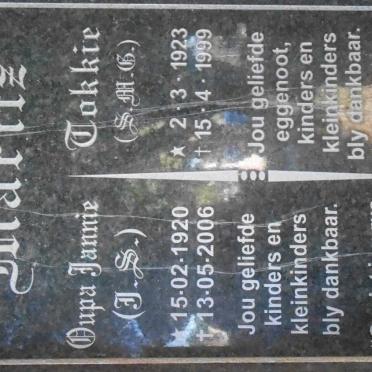 Maritz
Oupa Jannie
(J.S.)
★15·02·1920
†13·05·2006
Jou geliefde
kinders en
kleinkinders
bly dankbaar.
Tokkie
(S.M.G.)
★ 2·3·1923
†15·4·1999
Jou geliefde
eggenoot,
kinders en
kleinkinders
bly dankbaar.